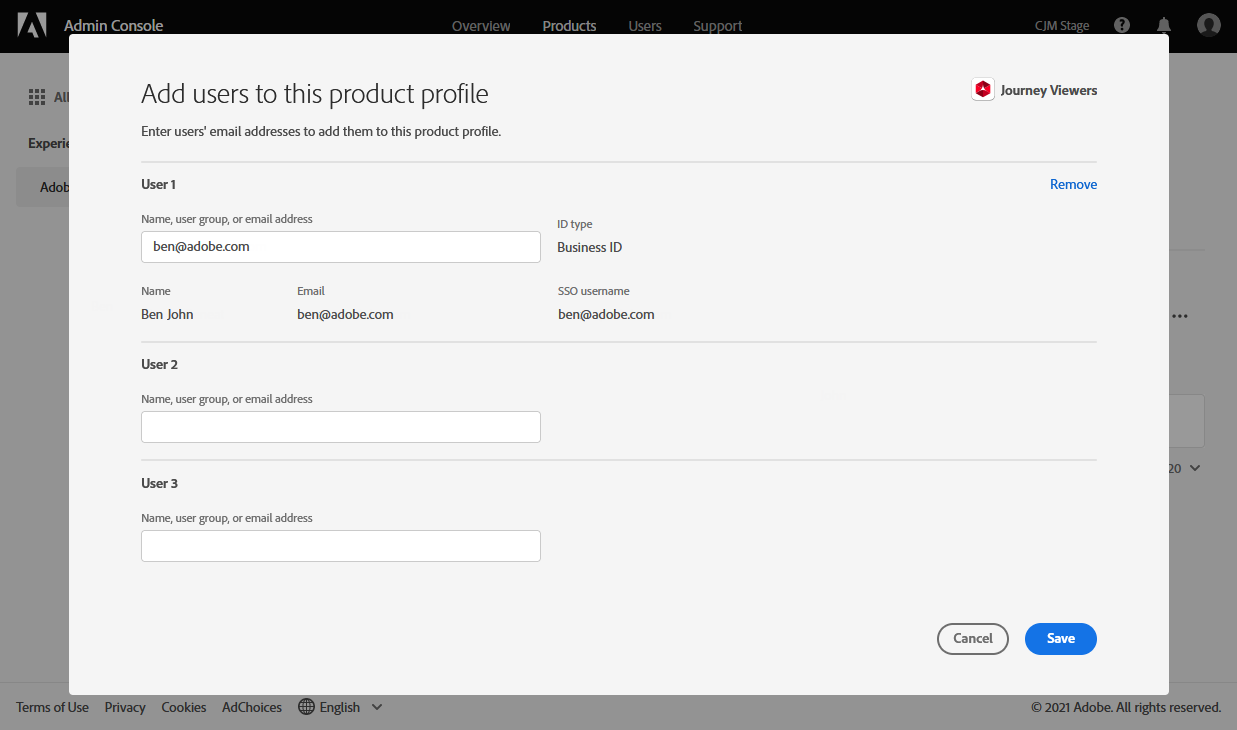 Admin Console
Overview Products Users Support
CJM Stage
Add users to this product profile
Journey Viewers
Enter users' email addresses to add them to this product profile.
All
Experie
Adob
User 1
Remove
Name, user group, or email address
ID type
ben@adobe.com
Business ID
Name Email SSO username
Ben John ben@adobe.com ben@adobe.com
User 2
Name, user group, or email address
20
User 3
Name, user group, or email address
Cancel Save
Terms of Use Privacy Cookies AdChoices English
© 2021 Adobe. All rights reserved.